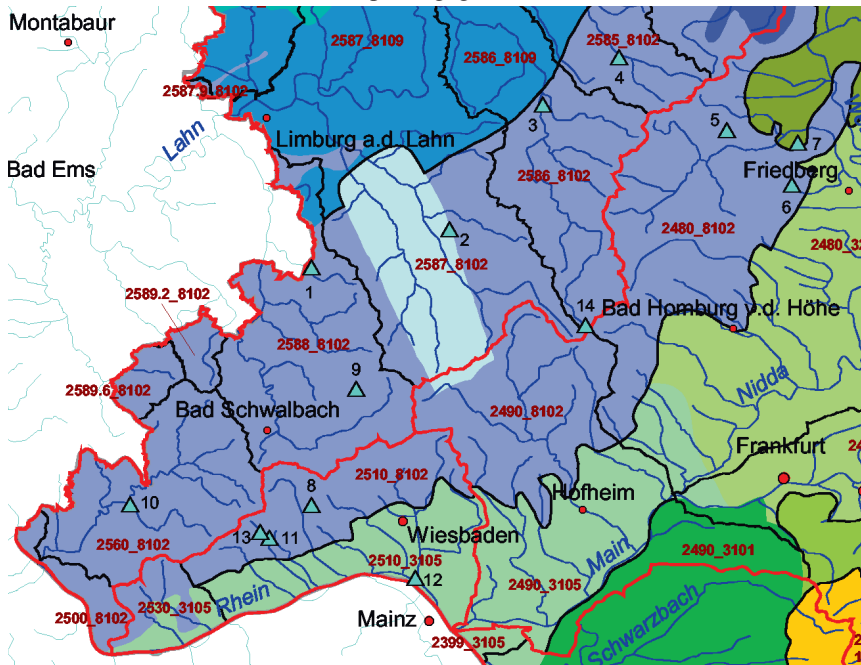 Montabaur
2587_8109
2586_8109
2585_8102
4
2587.9_8102
3
5
Limburg a.d. Lahn
Lahn
7
Bad Ems
2586_8102
Friedberg
6
2480_8102
2
2587_8102
1
2589.2_8102
14
Bad Homburg v.d. Höhe
2588_8102
9
2589.6_8102
Nidda
Bad Schwalbach
2490_8102
Frankfurt
2510_8102
8
10
Hofheim
13
11
Wiesbaden
2560_8102
2510_3105
Main
2490_3101
12
2490_3105
2530_3105
Rhein
2500_8102
Mainz
2399_3105
Schwarzbach